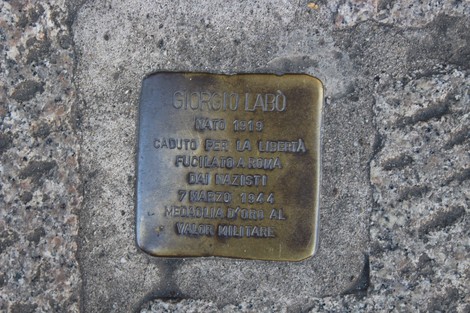 GIORGIO LABÒ
NATO 1919
CADUTO PER LA LIBERTÀ
FUCILATO A ROMA
DAI NAZISTI
7 MARZO 1944
MEDAGLIA D'ORO AL
VALOR MILITARE